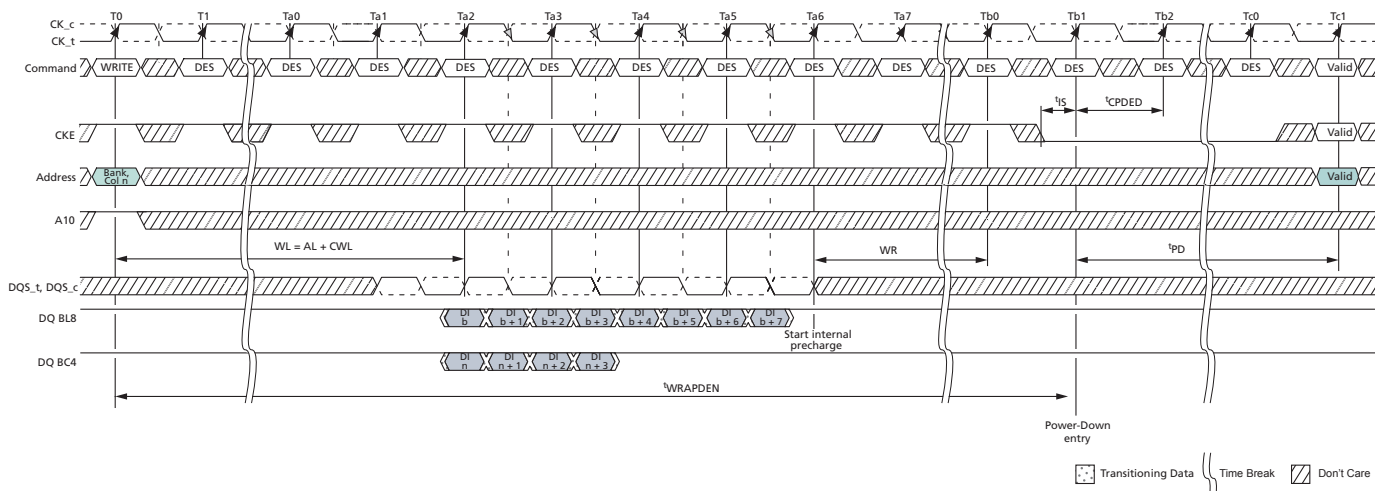 T0 T1 Ta0 Ta1 Ta2 Ta3 Ta4 Ta5 Ta6 Ta7 Tb0 Tb1 Tb2 Tc0 Tc1
CK_c
CK_t
Command WRITE DES DES DES DES DES DES DES DES DES DES DES DES DES Valid
tIS tCPDED
CKE Valid
Address Bank, Col n Valid
A10
WL = AL + CWL WR tPD
DQS_t, DQS_c
DQ BL8 DI b DI b + 1 DI b + 2 DI b + 3 DI b + 4 DI b + 5 DI b + 6 DI b + 7
Start internal
precharge
DQ BC4 DI n DI n + 1 DI n + 2 DI n + 3
tWRAPDEN
Power-Down
entry
Transitioning Data Time Break Don't Care